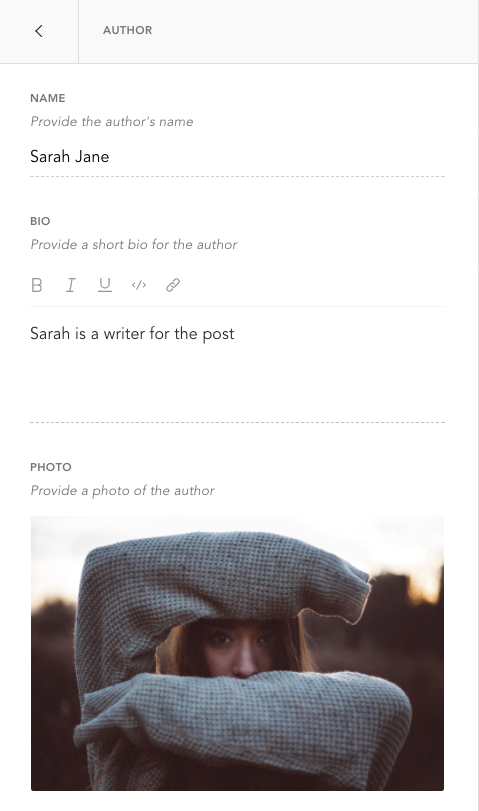 AUTHOR
NAME
Provide the author's name
Sarah Jane
BIO
Provide a short bio for the author
B I U </>
Sarah is a writer for the post
PHOTO
Provide a photo of the author